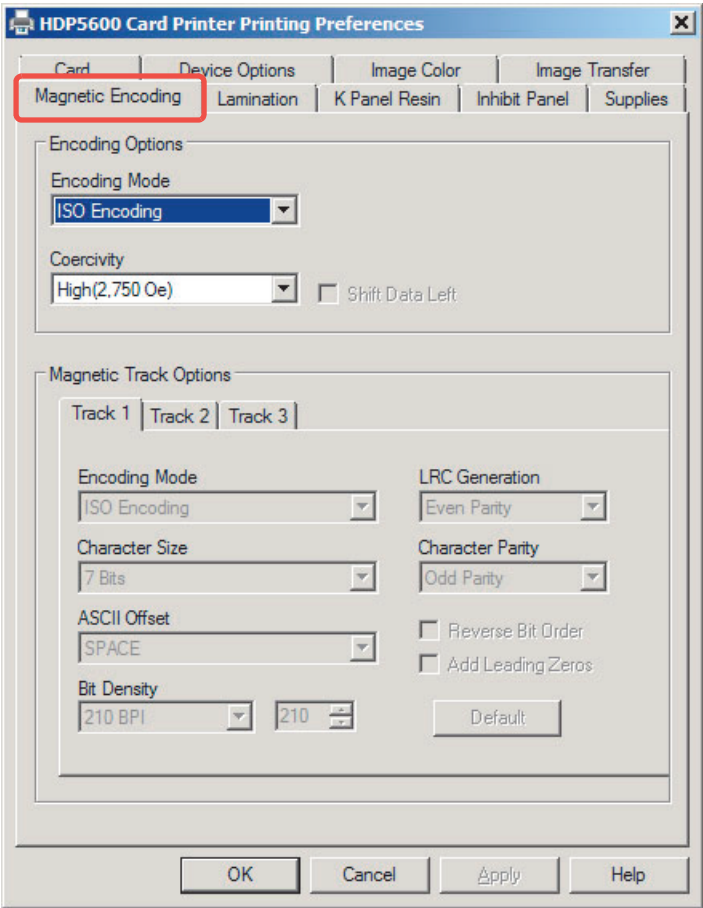 HDP5600 Card Printer Printing Preferences
Card Device Options Image Color Image Transfer
Magnetic Encoding Lamination K Panel Resin Inhibit Panel Supplies
Encoding Options
Encoding Mode
ISO Encoding
Coercivity
High(2,750 Oe) Shift Data Left
Magnetic Track Options
Track 1 Track 2 Track 3
Encoding Mode LRC Generation
ISO Encoding Even Parity
Character Size Character Parity
7 Bits Odd Parity
ASCII Offset
SPACE Reverse Bit Order
Add Leading Zeros
Bit Density
210 BPI 210 Default
OK Cancel Apply Help